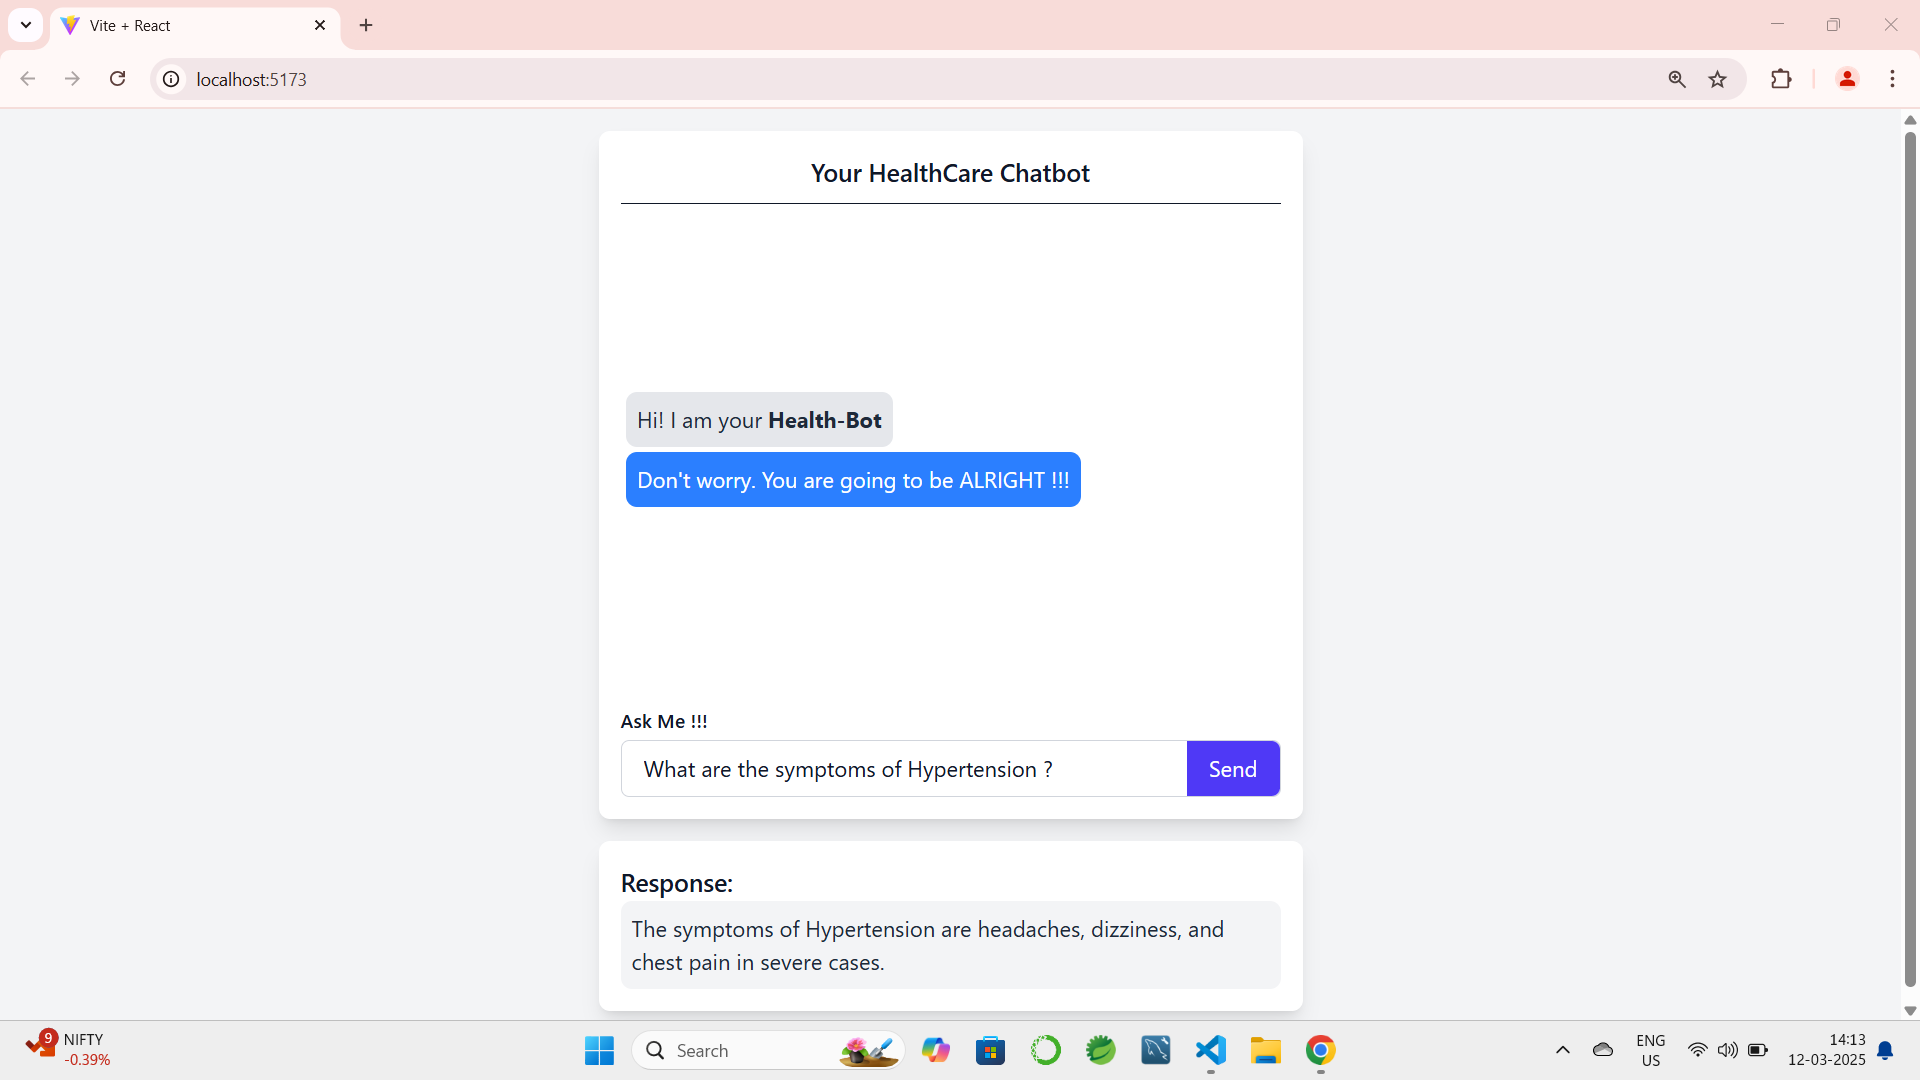 Vite + React
localhost:5173
Your HealthCare Chatbot
Hi! I am your Health-Bot
Don't worry. You are going to be ALRIGHT !!!
Ask Me !!!
What are the symptoms of Hypertension ?
Send
Response:
The symptoms of Hypertension are headaches, dizziness, and
chest pain in severe cases.
9
NIFTY
-0.39%
Search
ENG
US
14:13
12-03-2025